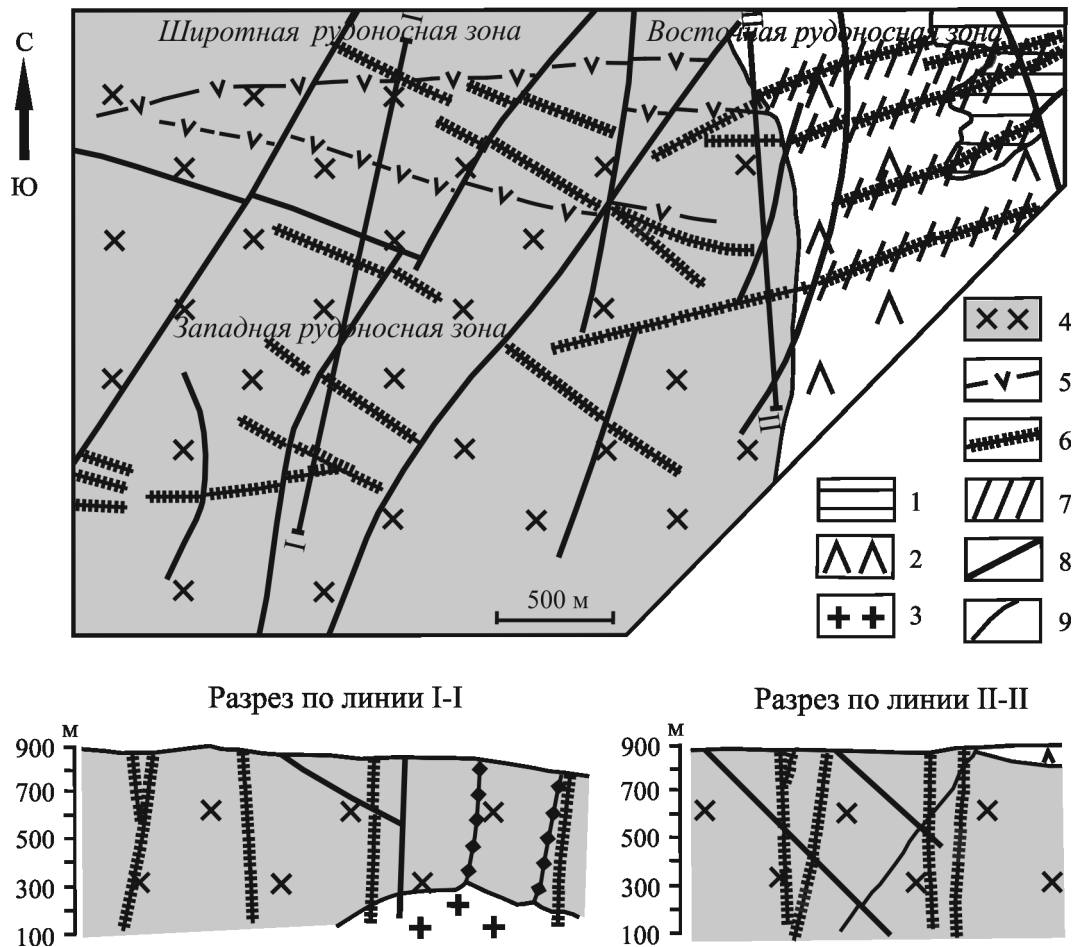 Широтная рудоносная зона
Восточная рудоносная зона
I
II
С
Ю
Западная рудоносная зона
I
II
500 м
1
2
3
4
5
6
7
8
9
Разрез по линии I-I
м
900
700
500
300
100
Разрез по линии II-II
м
900
700
500
300
100